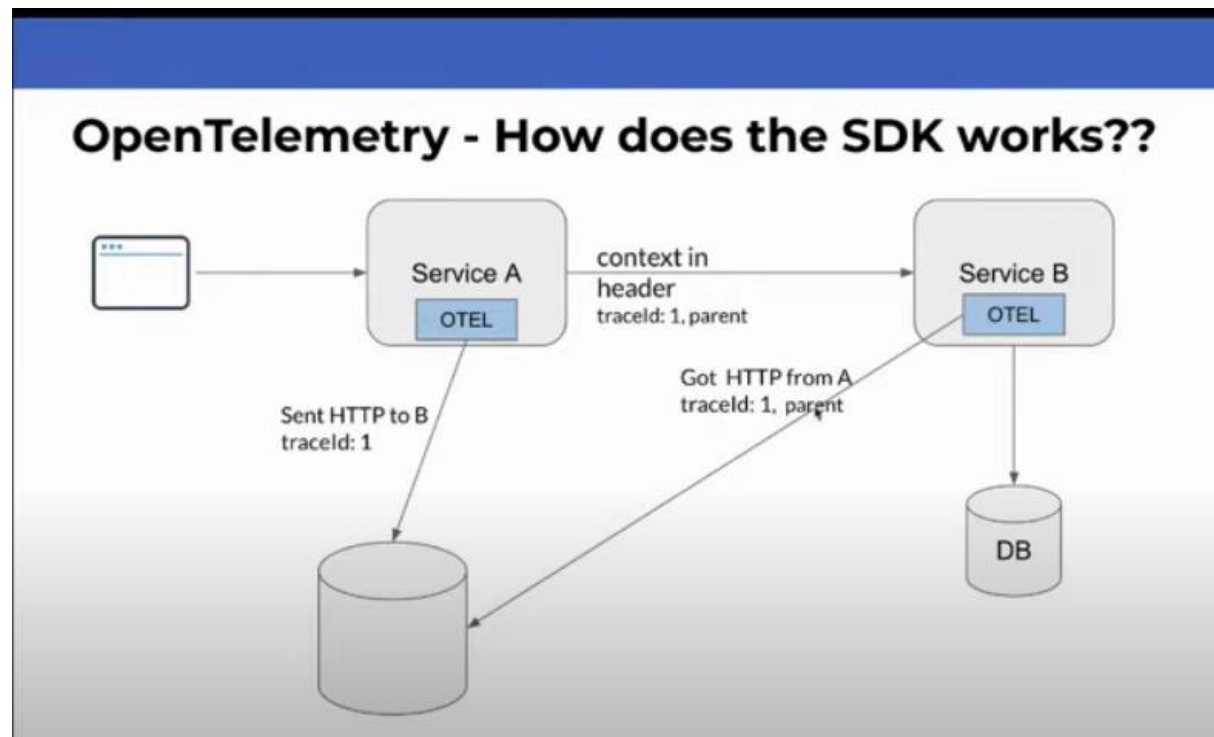 OpenTelemetry - How does the SDK works??
Service A
OTEL
context in
header
traceId: 1, parent
Service B
OTEL
Got HTTP from A
traceId: 1, parent
Sent HTTP to B
traceId: 1
DB